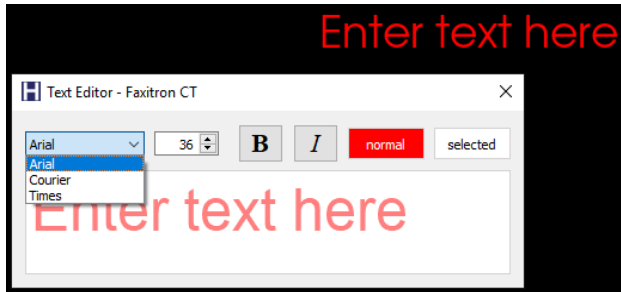 Enter text here
Text Editor - Faxitron CT
Arial 36 B I normal selected
Arial
Courier
Times
Enter text here